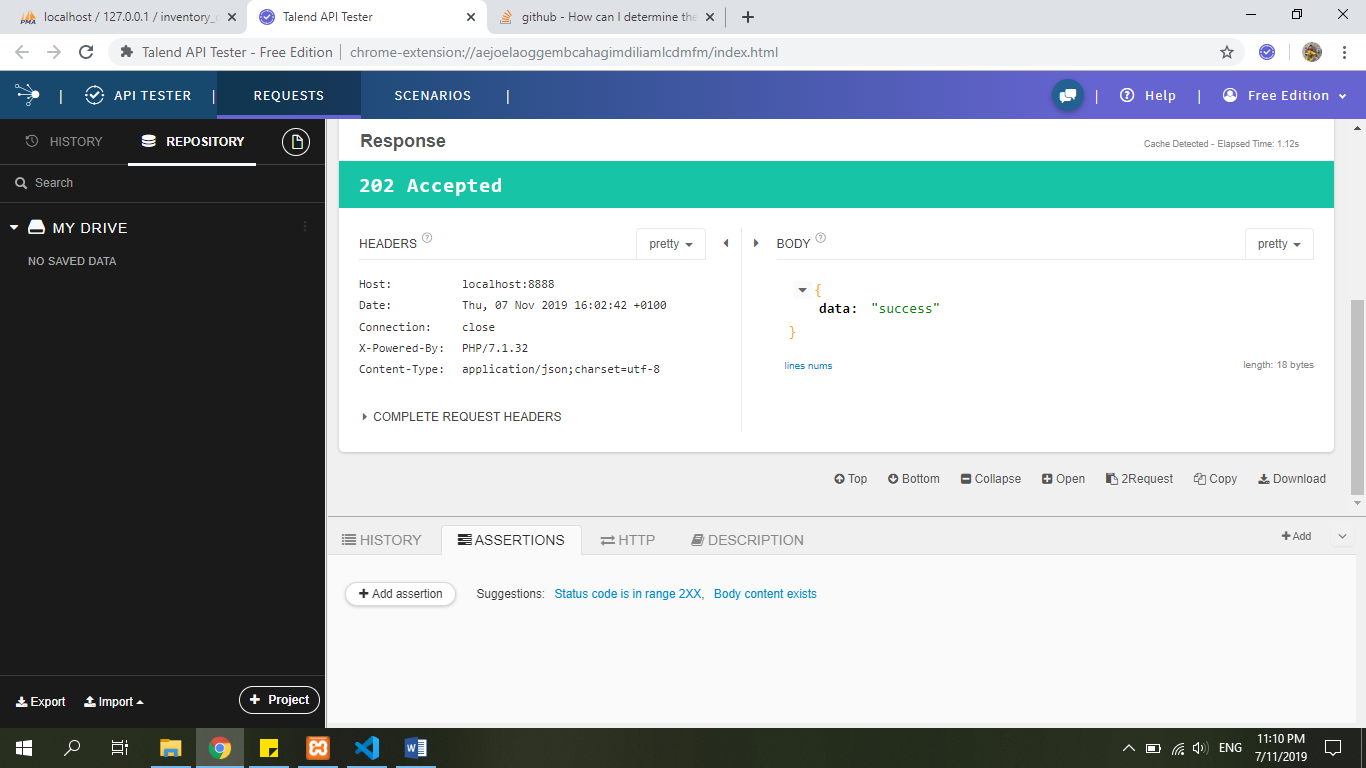 localhost / 127.0.0.1 / inventory_
Talend API Tester
github - How can I determine the
Talend API Tester - Free Edition | chrome-extension://aejoelaoggembcahagimdiliamlcdmfm/index.html
| API TESTER | REQUESTS SCENARIOS | | Help | Free Edition
HISTORY REPOSITORY
Search
MY DRIVE
NO SAVED DATA
Export Import + Project
Response
Cache Detected - Elapsed Time: 1.12s
202 Accepted
HEADERS ? pretty
Host: localhost:8888
Date: Thu, 07 Nov 2019 16:02:42 +0100
Connection: close
X-Powered-By: PHP/7.1.32
Content-Type: application/json;charset=utf-8
COMPLETE REQUEST HEADERS
BODY ? pretty
{
data: "success"
}
lines nums length: 18 bytes
Top Bottom Collapse Open 2Request Copy Download
HISTORY ASSERTIONS HTTP DESCRIPTION + Add
+ Add assertion Suggestions: Status code is in range 2XX, Body content exists
ENG
11:10 PM
7/11/2019